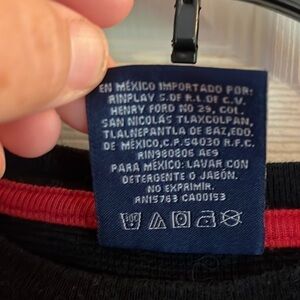 EN MÉXICO IMPORTADO POR:
RINPLAY S.DE R.L.DE C.V.
HENRY FORD NO 29, COL.
SAN NICOLÁS TLAXCOLPAN,
TLALNEPANTLA DE BAZ,EDO.
DE MÉXICO,C.P.54030 R.F.C.
RIN980806 AE9
PARA MÉXICO: LAVAR CON
DETERGENTE O JABÓN.
NO EXPRIMIR.
RN15763 CA00153